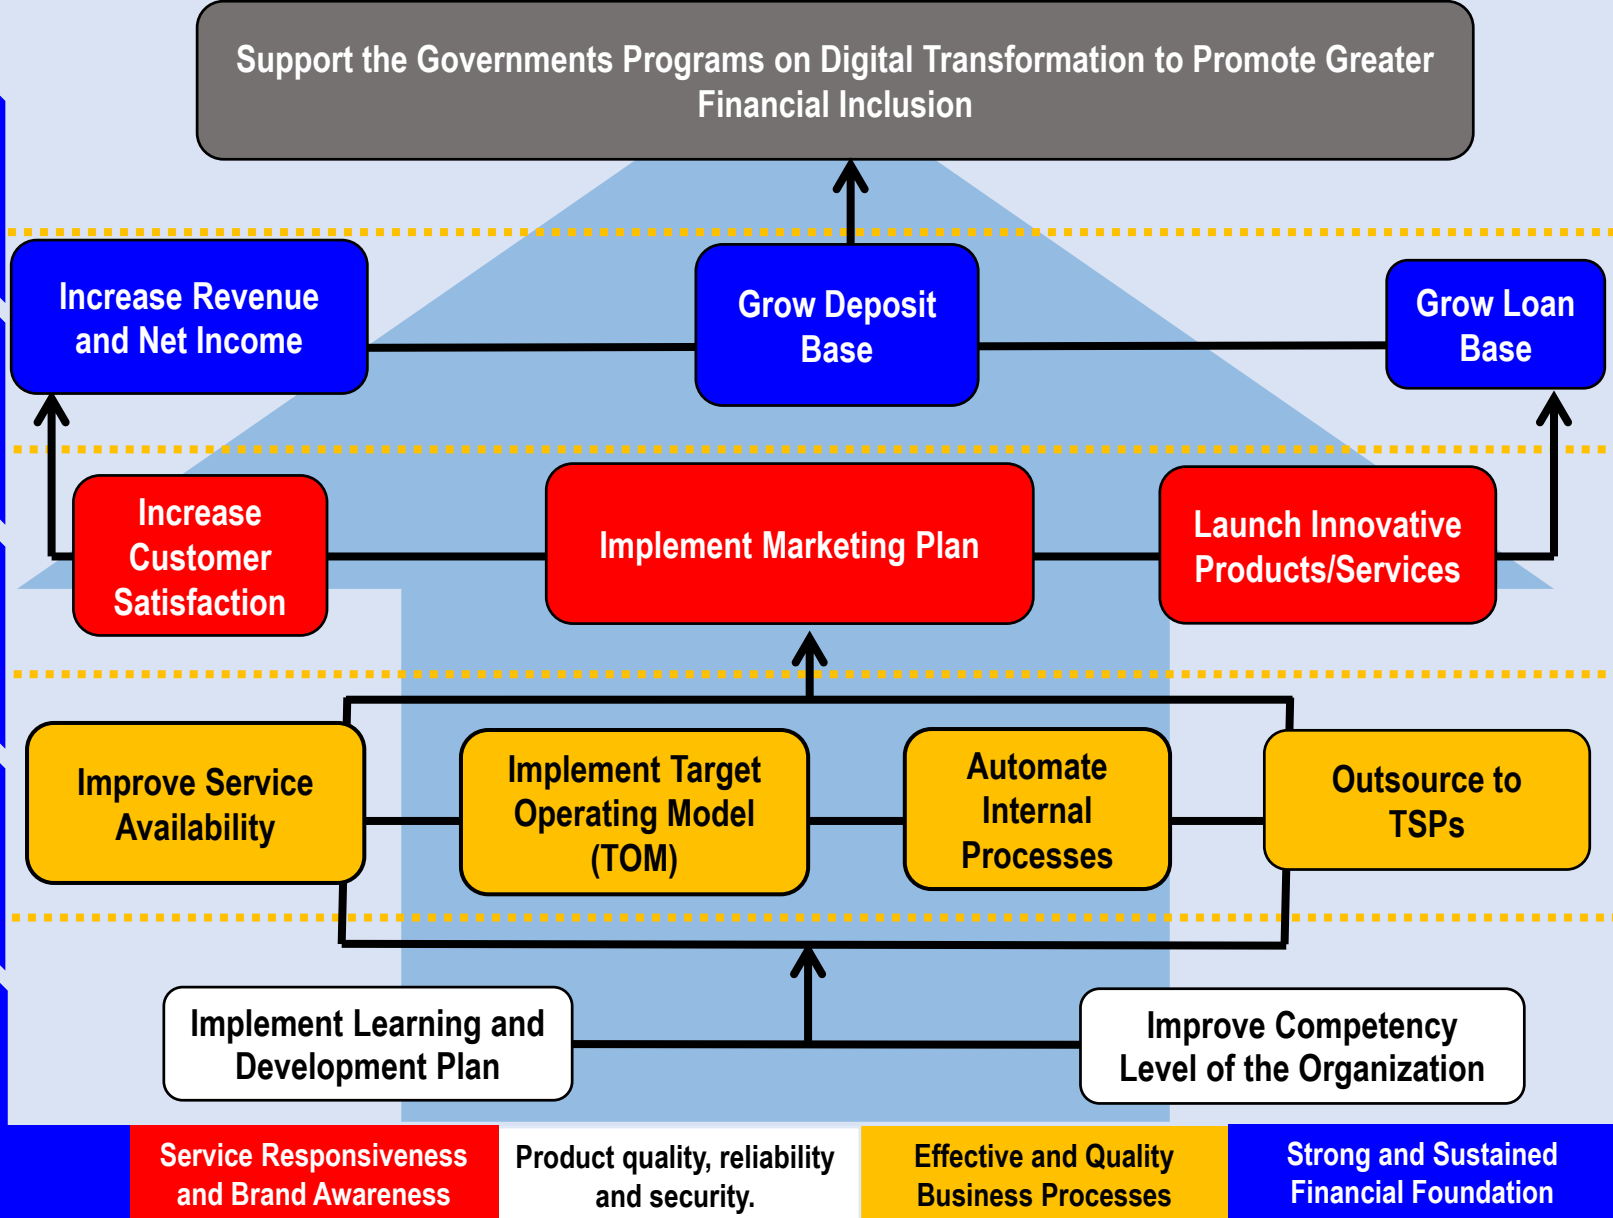 Support the Governments Programs on Digital Transformation to Promote Greater
Financial Inclusion
Increase Revenue
and Net Income
Grow Deposit
Base
Grow Loan
Base
Increase
Customer
Satisfaction
Implement Marketing Plan
Launch Innovative
Products/Services
Improve Service
Availability
Implement Target
Operating Model
(TOM)
Automate
Internal
Processes
Outsource to
TSPs
Implement Learning and
Development Plan
Improve Competency
Level of the Organization
Service Responsiveness
and Brand Awareness
Product quality, reliability
and security.
Effective and Quality
Business Processes
Strong and Sustained
Financial Foundation